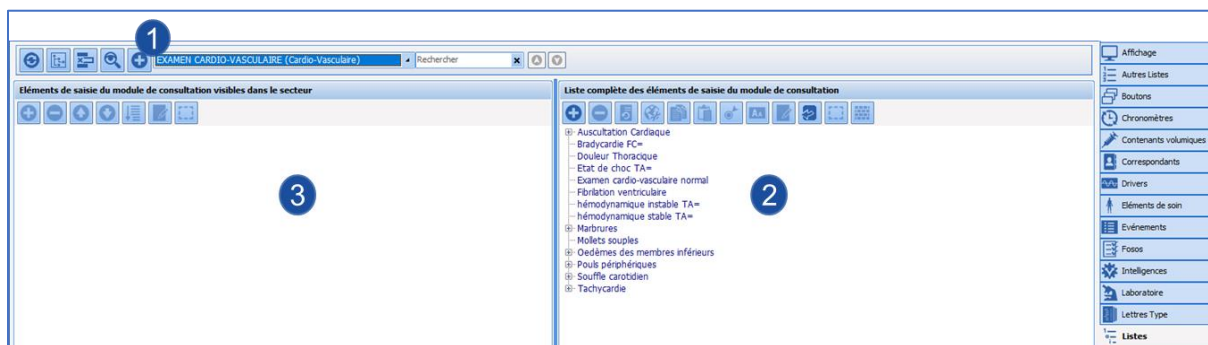 1
EXAMEN CARDIO-VASCULAIRE (Cardio-Vasculaire)
Rechercher
Eléments de saisie du module de consultation visibles dans le secteur
3
Liste complète des éléments de saisie du module de consultation
Aa
Auscultation Cardiaque
Bradycardie FC=
Douleur Thoracique
Etat de choc TA=
Examen cardio-vasculaire normal
Fibrilation ventriculaire
hémodynamique instable TA=
hémodynamique stable TA=
Marbrures
Mollets souples
Oedèmes des membres inférieurs
Pouls périphériques
Souffle carotidien
Tachycardie
2
Affichage
Autres Listes
Boutons
Chronomètres
Contenants volumiques
Correspondants
Drivers
Eléments de soin
Evénements
Fosos
Intelligences
Laboratoire
Lettres Type
Listes